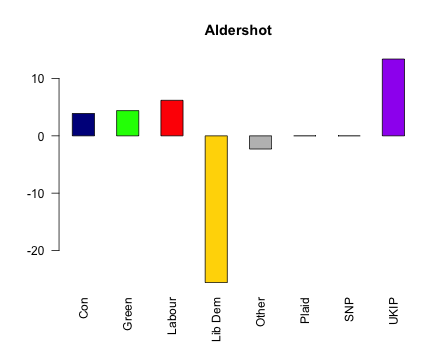 Aldershot
10
0
-10
-20
Con
Green
Labour
Lib Dem
Other
Plaid
SNP
UKIP